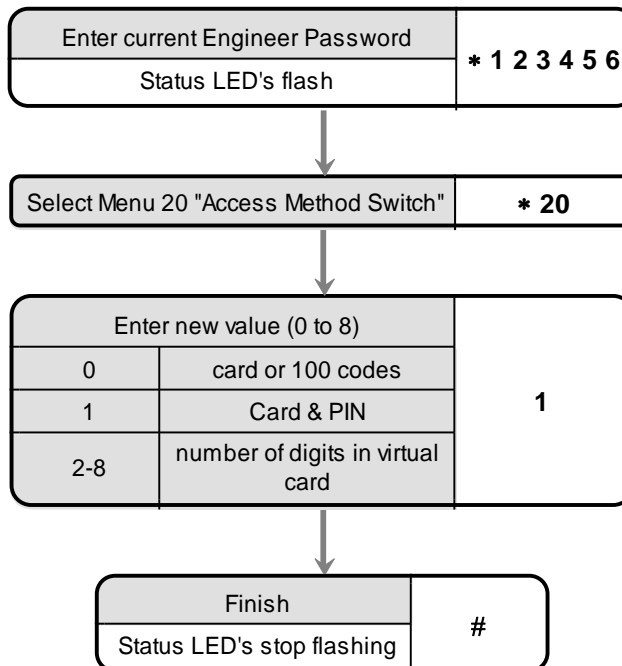 Enter current Engineer Password
Status LED's flash
* 1 2 3 4 5 6
Select Menu 20 "Access Method Switch"
* 20
Enter new value (0 to 8)
0 card or 100 codes
1 Card & PIN
2-8 number of digits in virtual
card
1
Finish
Status LED's stop flashing
#